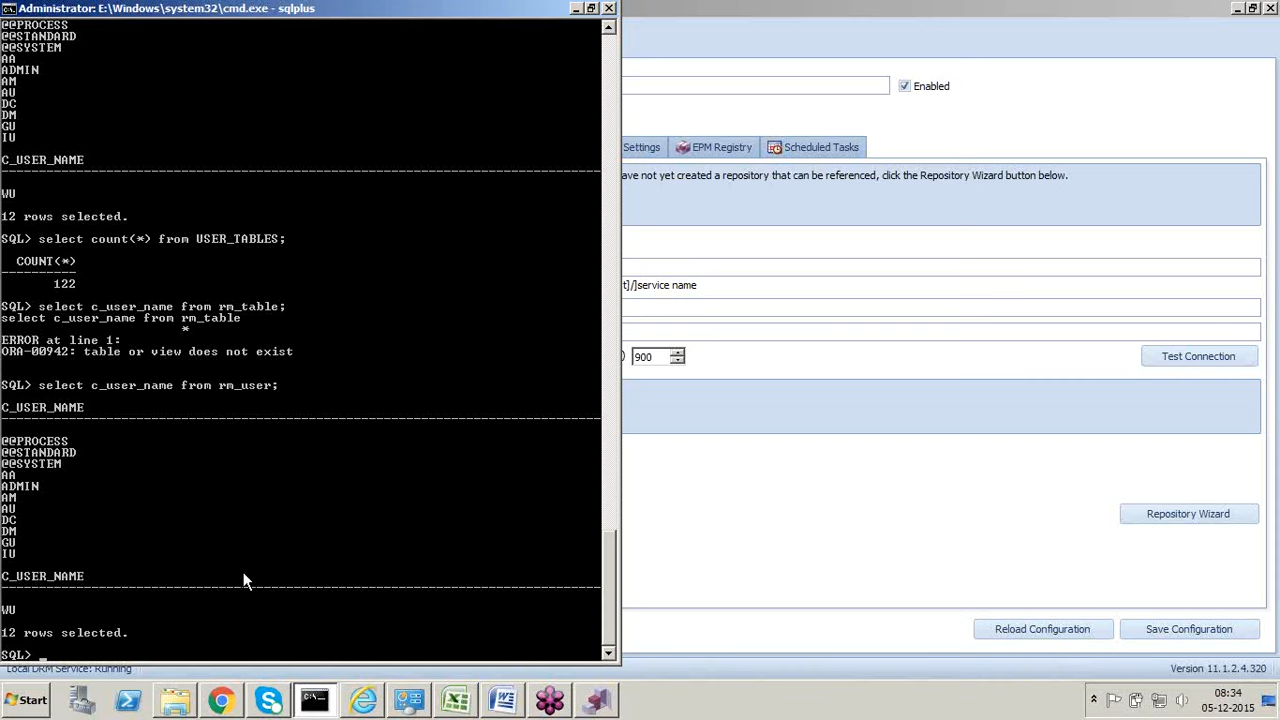 Administrator: E:\Windows\system32\cmd.exe - sqlplus
@@PROCESS
@@STANDARD
@@SYSTEM
AA
ADMIN
AM
AU
DC
DM
GU
IU
C_USER_NAME
--------------------------------------------------------------------------------
WU
12 rows selected.
SQL> select count(*) from USER_TABLES;
COUNT(*)
----------
122
SQL> select c_user_name from rm_table;
select c_user_name from rm_table
*
ERROR at line 1:
ORA-00942: table or view does not exist
SQL> select c_user_name from rm_user;
C_USER_NAME
--------------------------------------------------------------------------------
@@PROCESS
@@STANDARD
@@SYSTEM
AA
ADMIN
AM
AU
DC
DM
GU
IU
C_USER_NAME
--------------------------------------------------------------------------------
WU
12 rows selected.
SQL> _
Enabled
Settings EPM Registry Scheduled Tasks
ave not yet created a repository that can be referenced, click the Repository Wizard button below.
t]/]service name
) 900 Test Connection
Repository Wizard
Reload Configuration Save Configuration
Local DRM Service: Running Version 11.1.2.4.320
Start
08:34
-12-2015